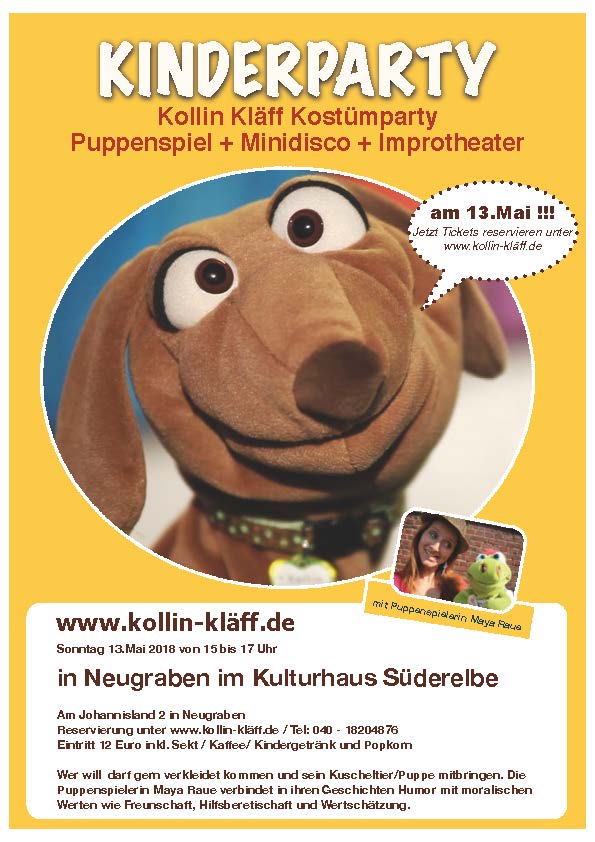 KINDERPARTY
Kollin Kläff Kostümparty
Puppenspiel + Minidisco + Improtheater
am 13.Mai !!!
Jetzt Tickets reservieren unter
www.kollin-kläff.de
mit Puppenspielerin Maya Raue
www.kollin-kläff.de
Sonntag 13.Mai 2018 von 15 bis 17 Uhr
in Neugraben im Kulturhaus Süderelbe
Am Johannisland 2 in Neugraben
Reservierung unter www.kollin-kläff.de / Tel: 040 - 18204876
Eintritt 12 Euro inkl. Sekt / Kaffee/ Kindergetränk und Popkorn
Wer will darf gern verkleidet kommen und sein Kuscheltier/Puppe mitbringen. Die
Puppenspielerin Maya Raue verbindet in ihren Geschichten Humor mit moralischen
Werten wie Freunschaft, Hilfsberetischaft und Wertschätzung.